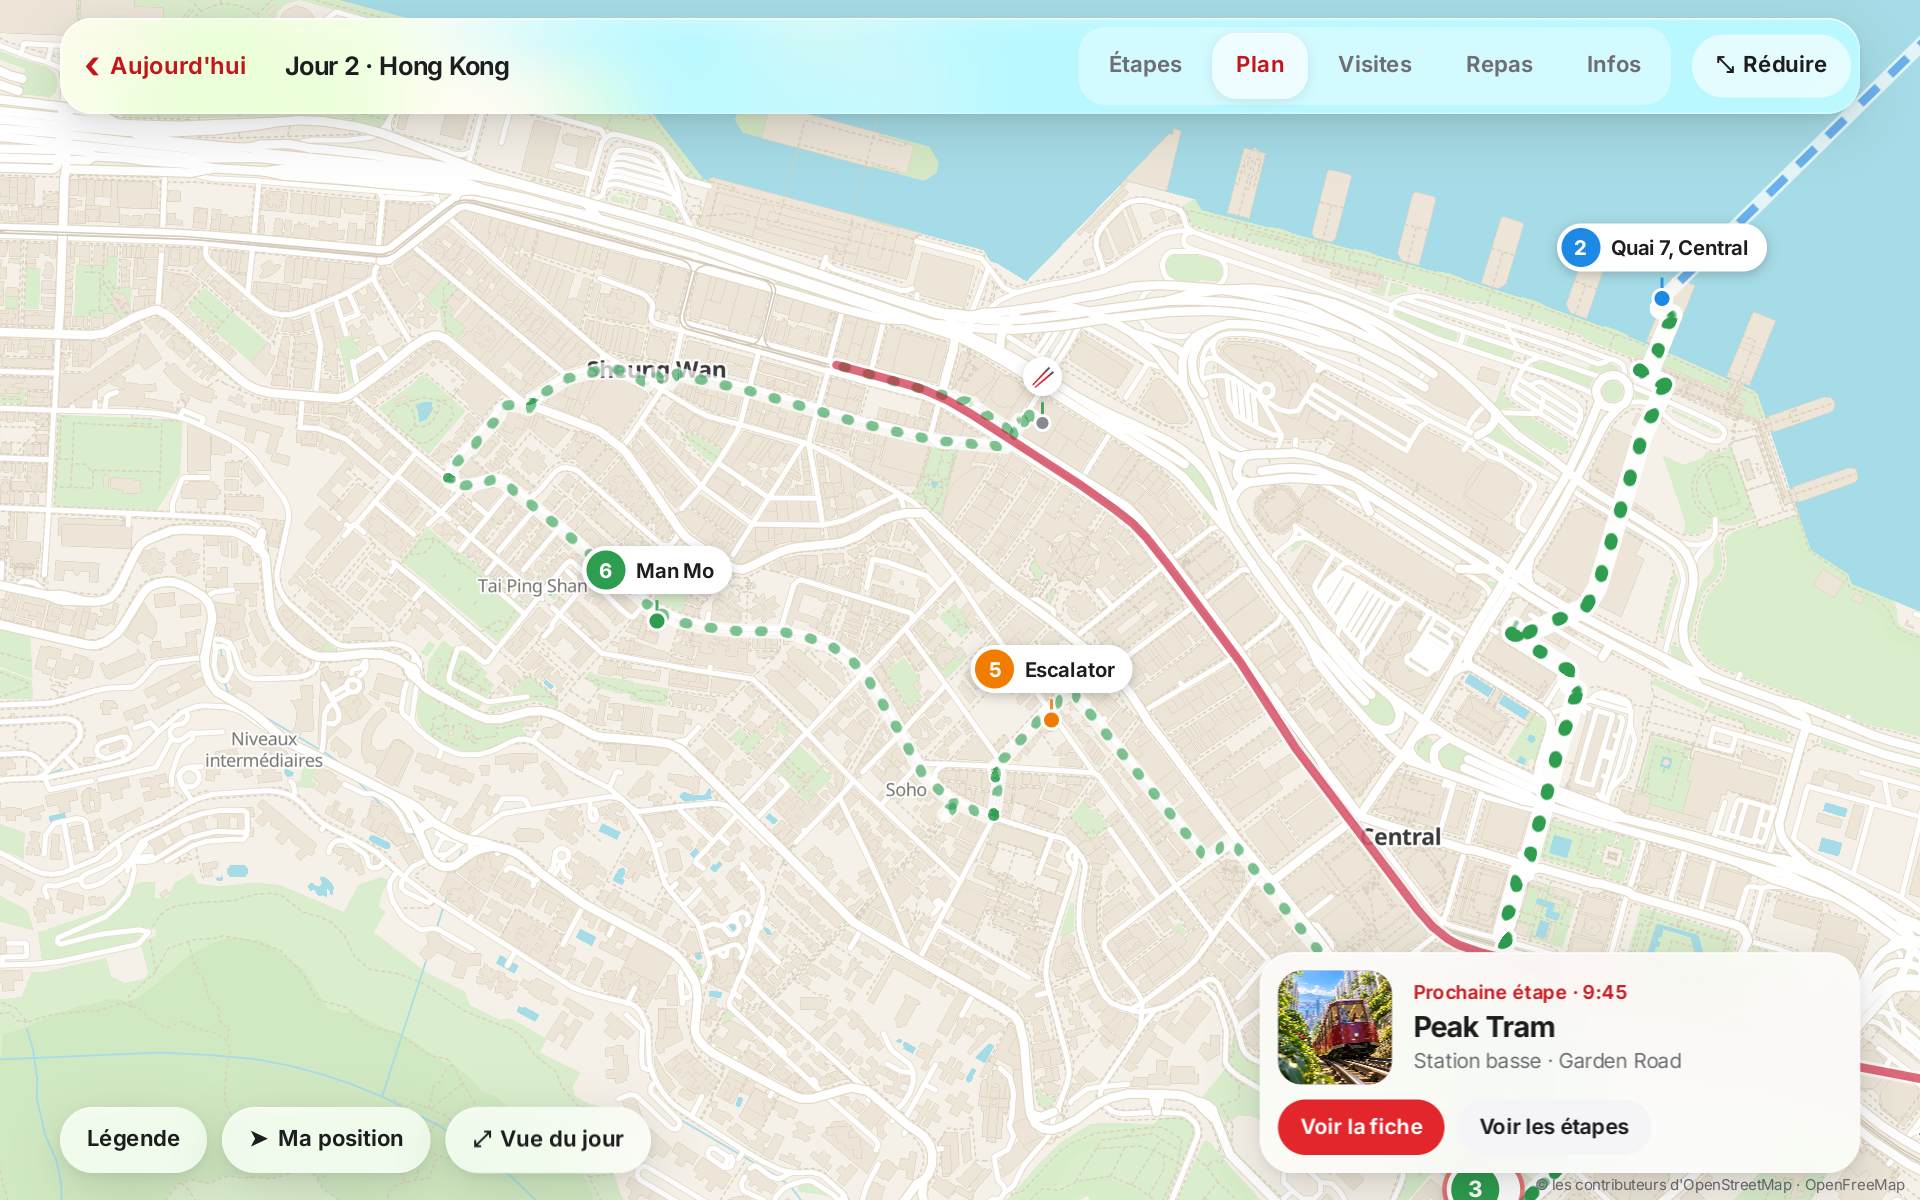 Aujourd'hui
Jour 2 · Hong Kong
Étapes
Plan
Visites
Repas
Infos
Réduire
2 Quai 7, Central
Sheung Wan
6 Man Mo
Tai Ping Shan
5 Escalator
Niveaux
intermédiaires
Soho
Central
Prochaine étape · 9:45
Peak Tram
Station basse · Garden Road
Voir la fiche
Voir les étapes
Légende
Ma position
Vue du jour
3
© les contributeurs d'OpenStreetMap · OpenFreeMap